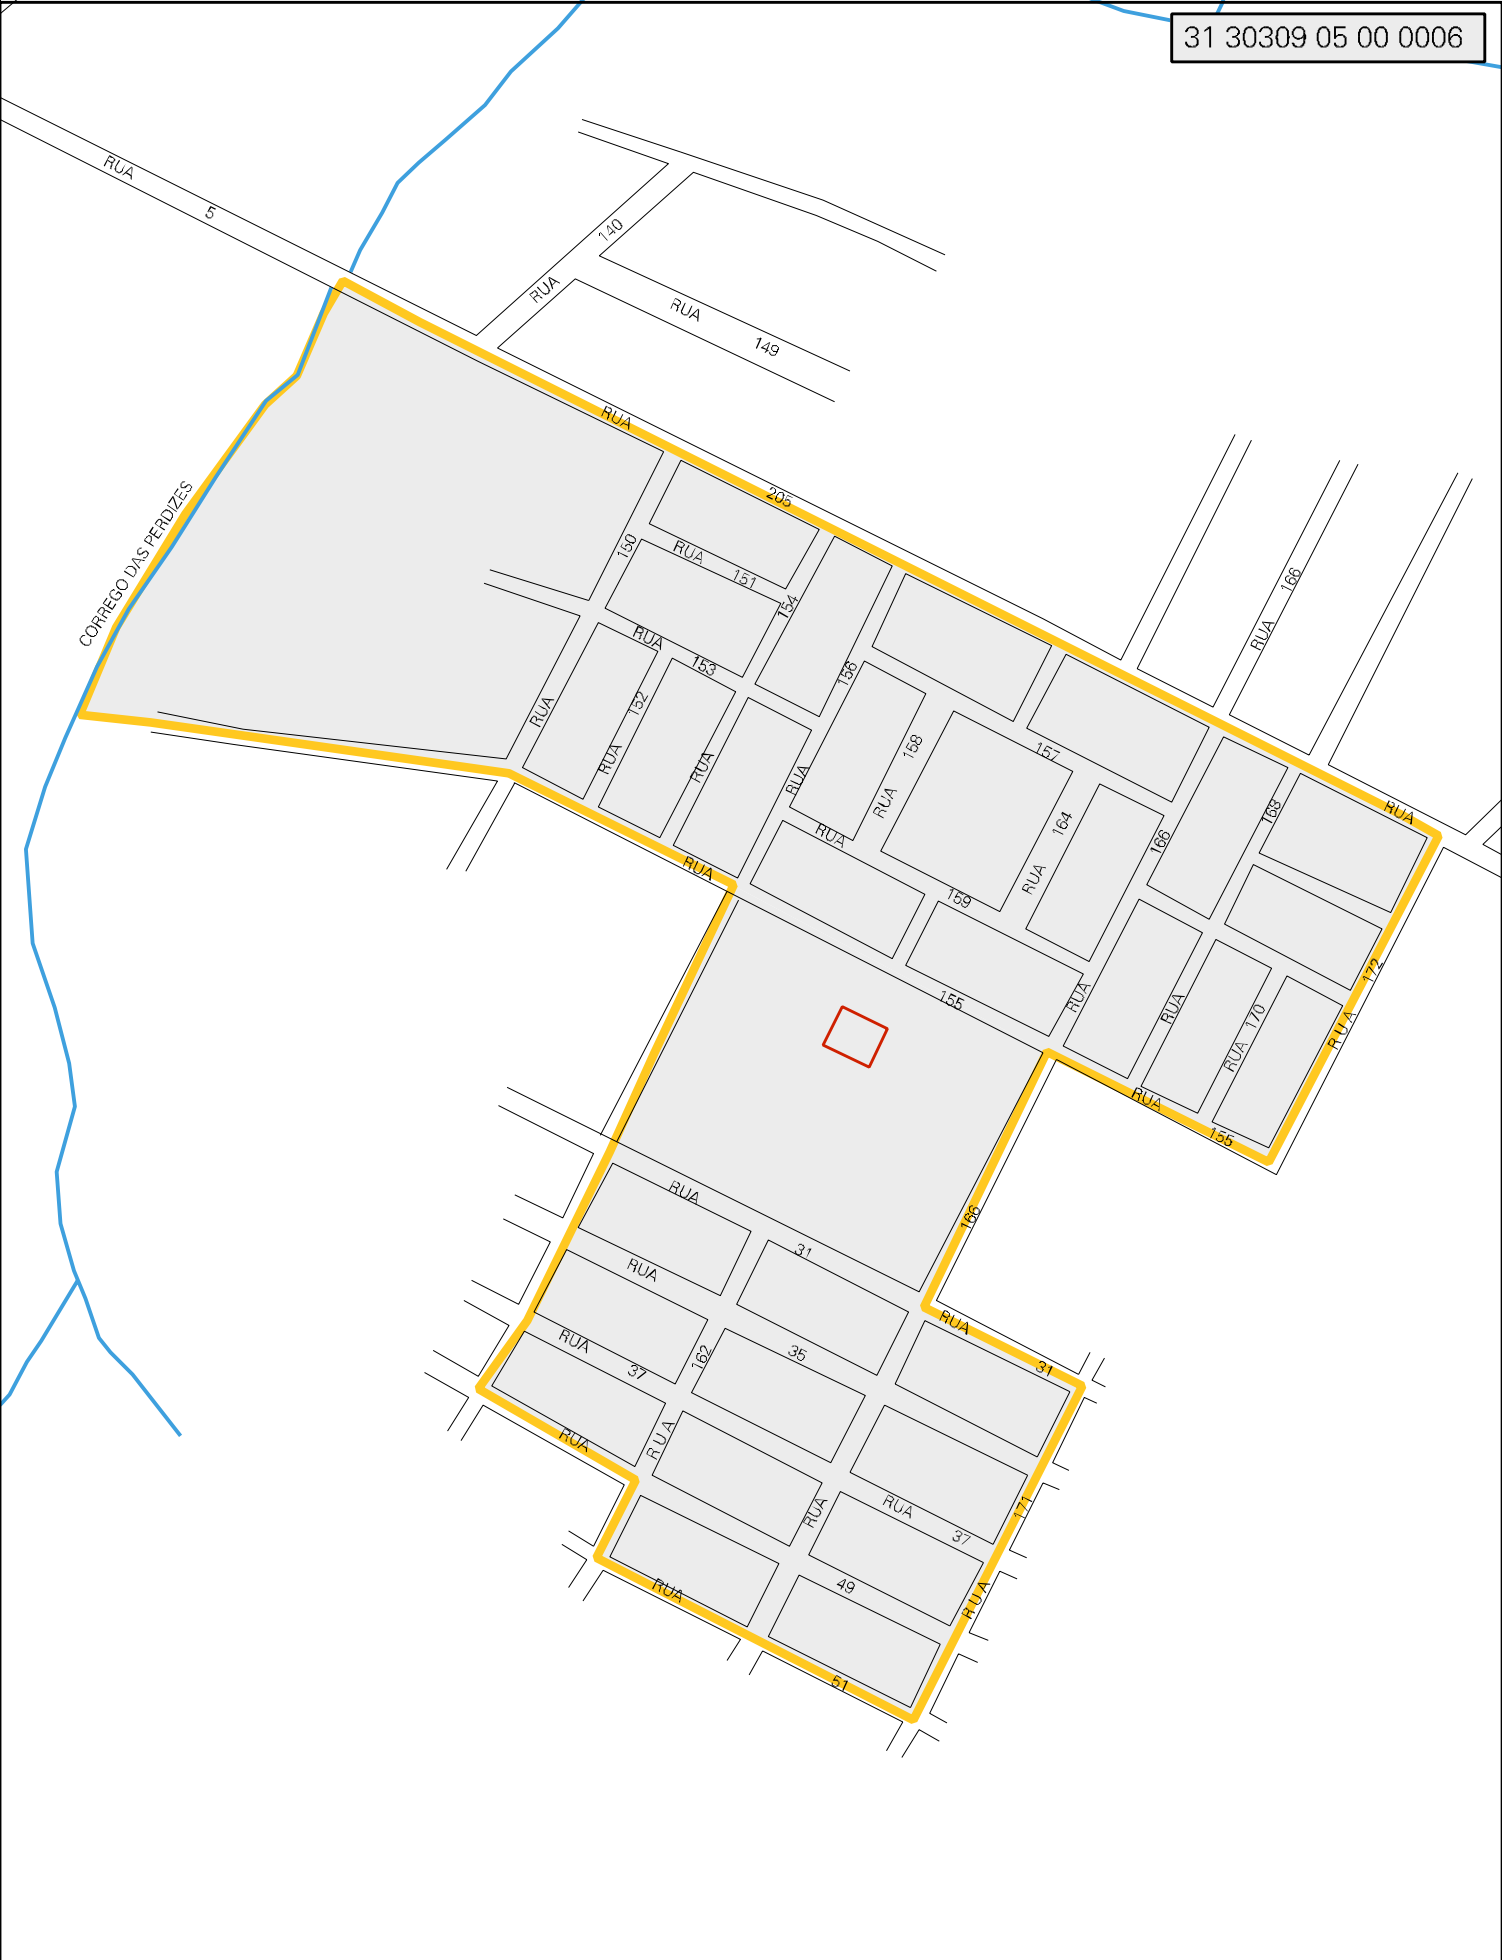 31 30309 05 00 0006
RUA 5
RUA 140
RUA 149
RUA 205 RUA
CORREGO DAS PERDIZES
RUA 150
RUA 151
RUA 153
RUA 152
RUA 154
RUA 156
RUA 158
157
RUA 164
RUA 166
RUA 166
RUA 168
RUA 159
RUA 155
RUA 170
RUA 172
RUA 155
166
RUA 31
RUA 31
RUA 35
RUA 37
RUA 162
RUA
RUA
RUA 37
49
RUA 171
RUA 51